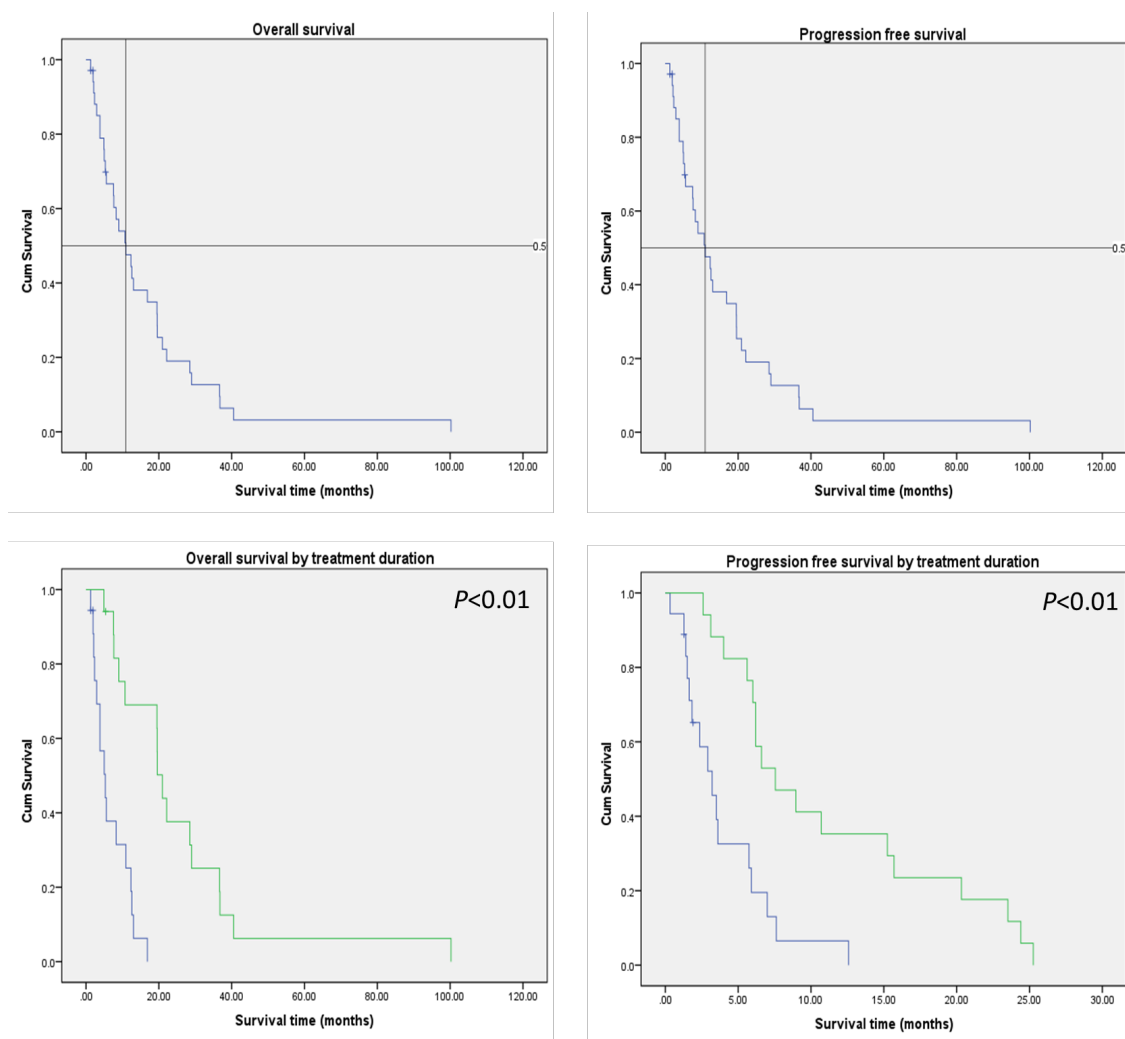 Overall survival
1.0
0.8
0.6
0.4
0.2
0.0
Cum Survival
0.5
.00 20.00 40.00 60.00 80.00 100.00 120.00
Survival time (months)
Progression free survival
1.0
0.8
0.6
0.4
0.2
0.0
Cum Survival
0.5
.00 20.00 40.00 60.00 80.00 100.00 120.00
Survival time (months)
Overall survival by treatment duration
P<0.01
1.0
0.8
0.6
0.4
0.2
0.0
Cum Survival
.00 20.00 40.00 60.00 80.00 100.00 120.00
Survival time (months)
Progression free survival by treatment duration
P<0.01
1.0
0.8
0.6
0.4
0.2
0.0
Cum Survival
.00 5.00 10.00 15.00 20.00 25.00 30.00
Survival time (months)